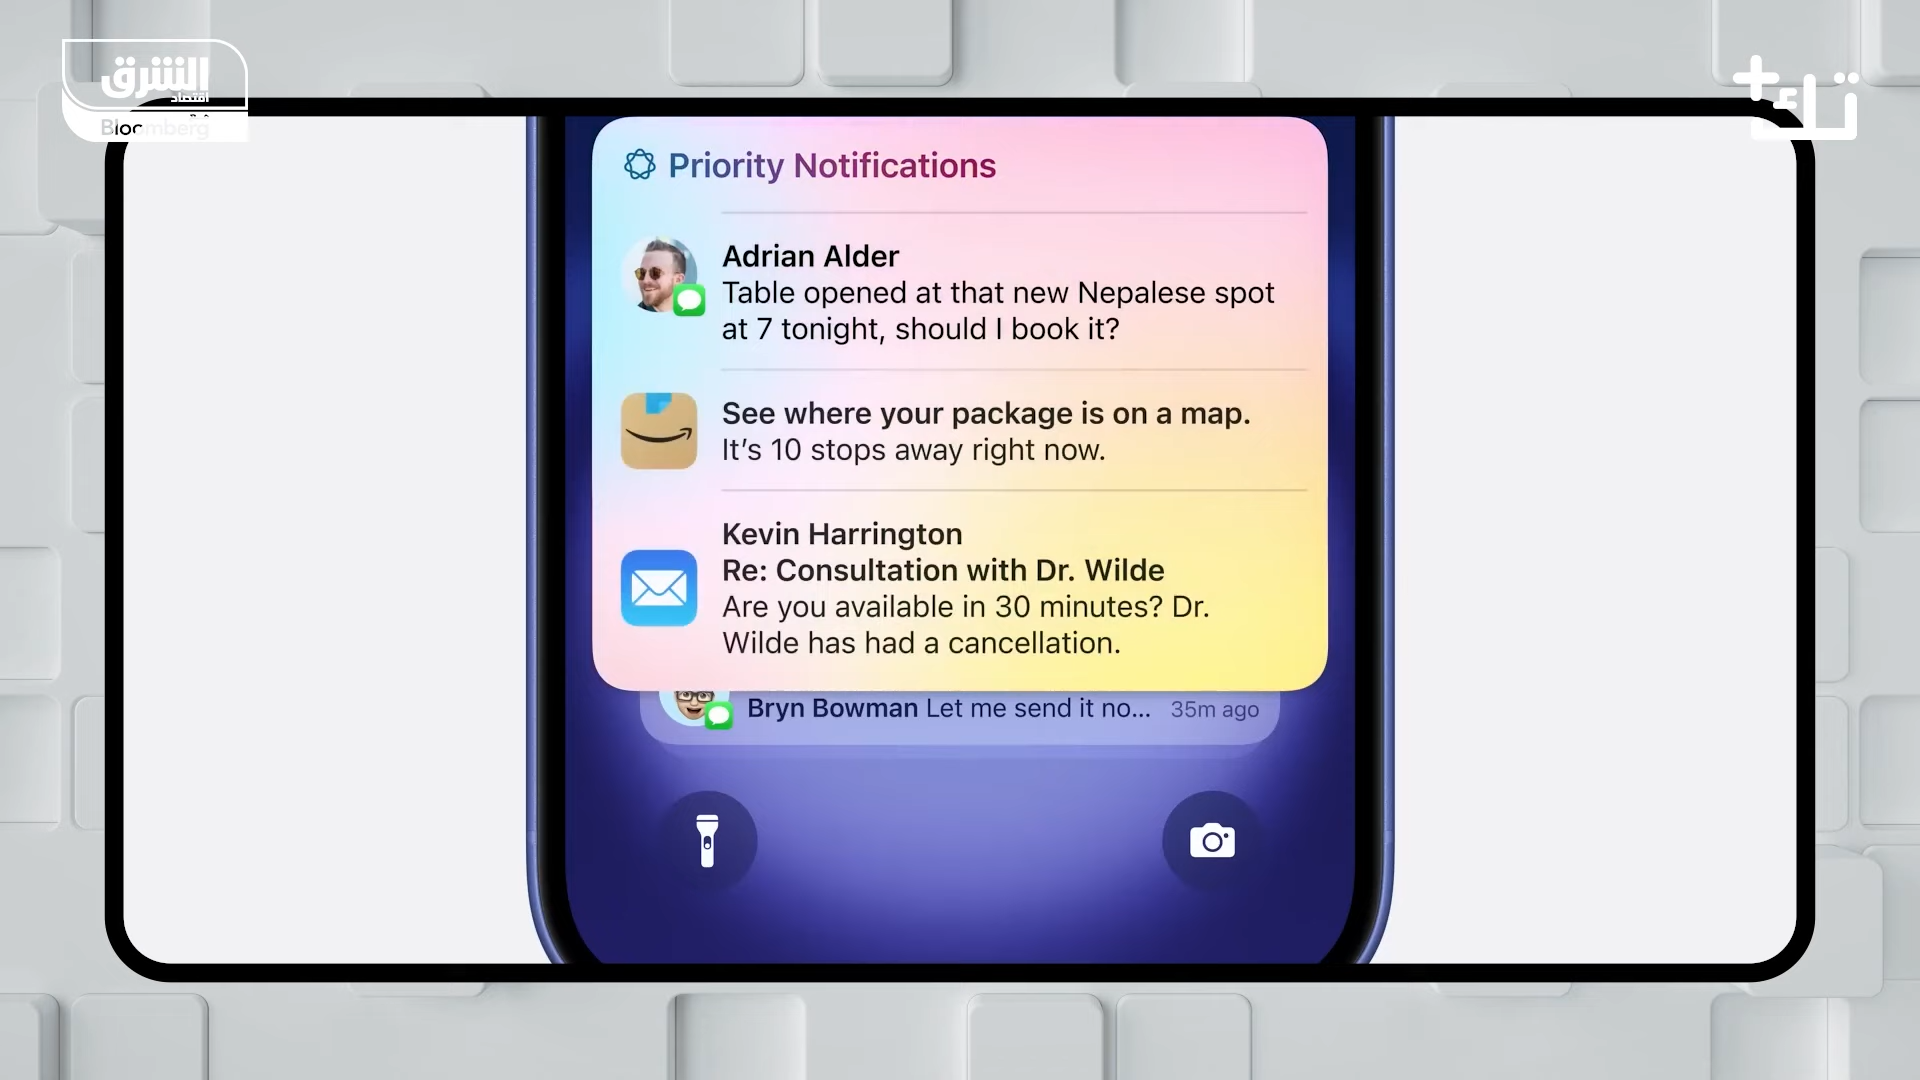 الشرق
اقتصاد
Bloomberg
تك+
Priority Notifications
Adrian Alder
Table opened at that new Nepalese spot
at 7 tonight, should I book it?
See where your package is on a map.
It's 10 stops away right now.
Kevin Harrington
Re: Consultation with Dr. Wilde
Are you available in 30 minutes? Dr.
Wilde has had a cancellation.
Bryn Bowman Let me send it no... 35m ago